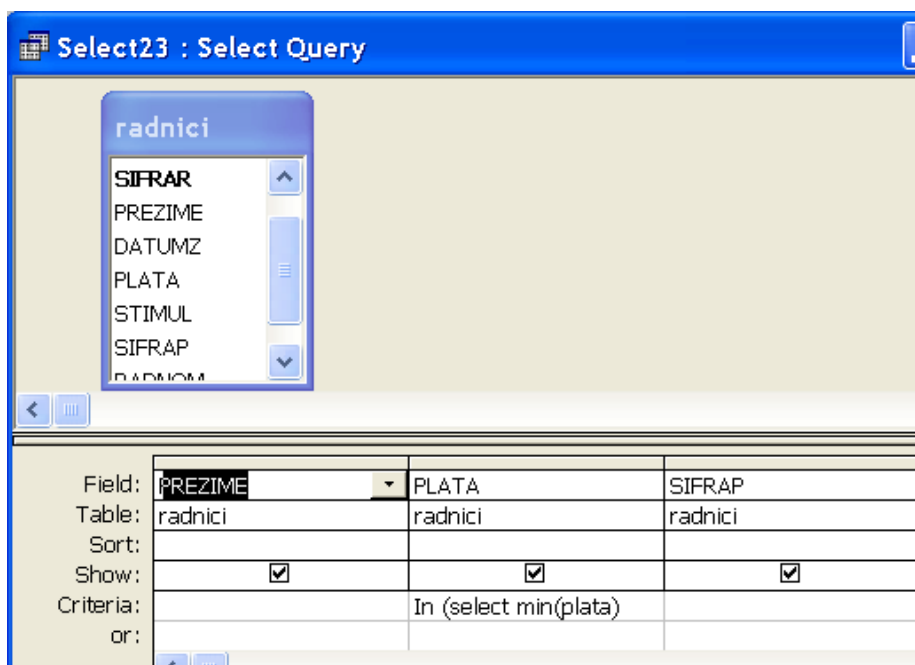 Select23 : Select Query
radnici
SIFRAR
PREZIME
DATUMZ
PLATA
STIMUL
SIFRAP
Field: PREZIME PLATA SIFRAP
Table: radnici radnici radnici
Sort:
Show:
Criteria: In (select min(plata)
or: